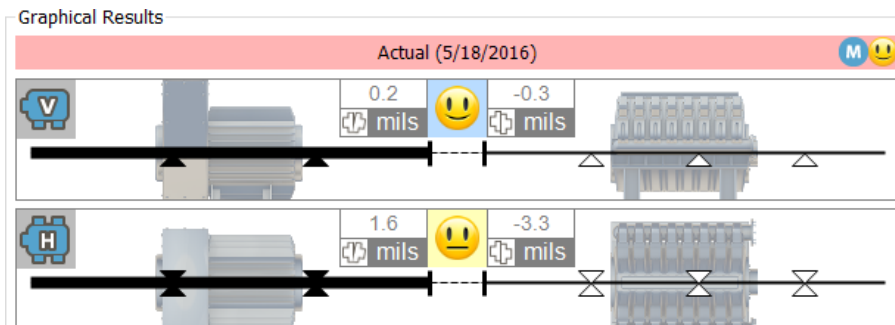 Graphical Results
Actual (5/18/2016)
M
V
0.2
mils
-0.3
mils
H
1.6
mils
-3.3
mils